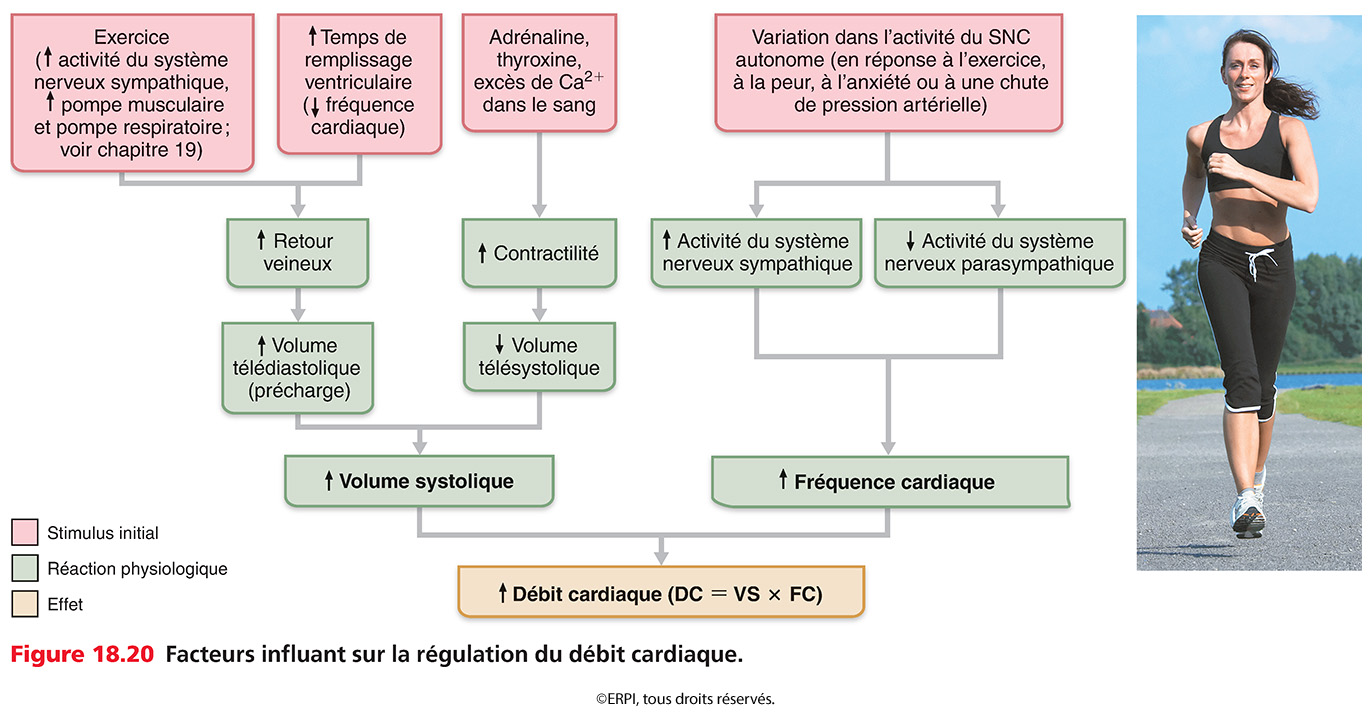 Exercice
(↑ activité du système
nerveux sympathique,
↑ pompe musculaire
et pompe respiratoire ;
voir chapitre 19)
↑ Temps de
remplissage
ventriculaire
(↓ fréquence
cardiaque)
Adrénaline,
thyroxine,
excès de Ca²⁺
dans le sang
Variation dans l’activité du SNC
autonome (en réponse à l’exercice,
à la peur, à l’anxiété ou à une chute
de pression artérielle)
↑ Retour
veineux
↑ Contractilité
↑ Activité du système
nerveux sympathique
↓ Activité du système
nerveux parasympathique
↑ Volume
télédiastolique
(précharge)
↓ Volume
télésystolique
↑ Volume systolique
↑ Fréquence cardiaque
Stimulus initial
Réaction physiologique
Effet
↑ Débit cardiaque (DC = VS × FC)
Figure 18.20 Facteurs influant sur la régulation du débit cardiaque.
©ERPI, tous droits réservés.